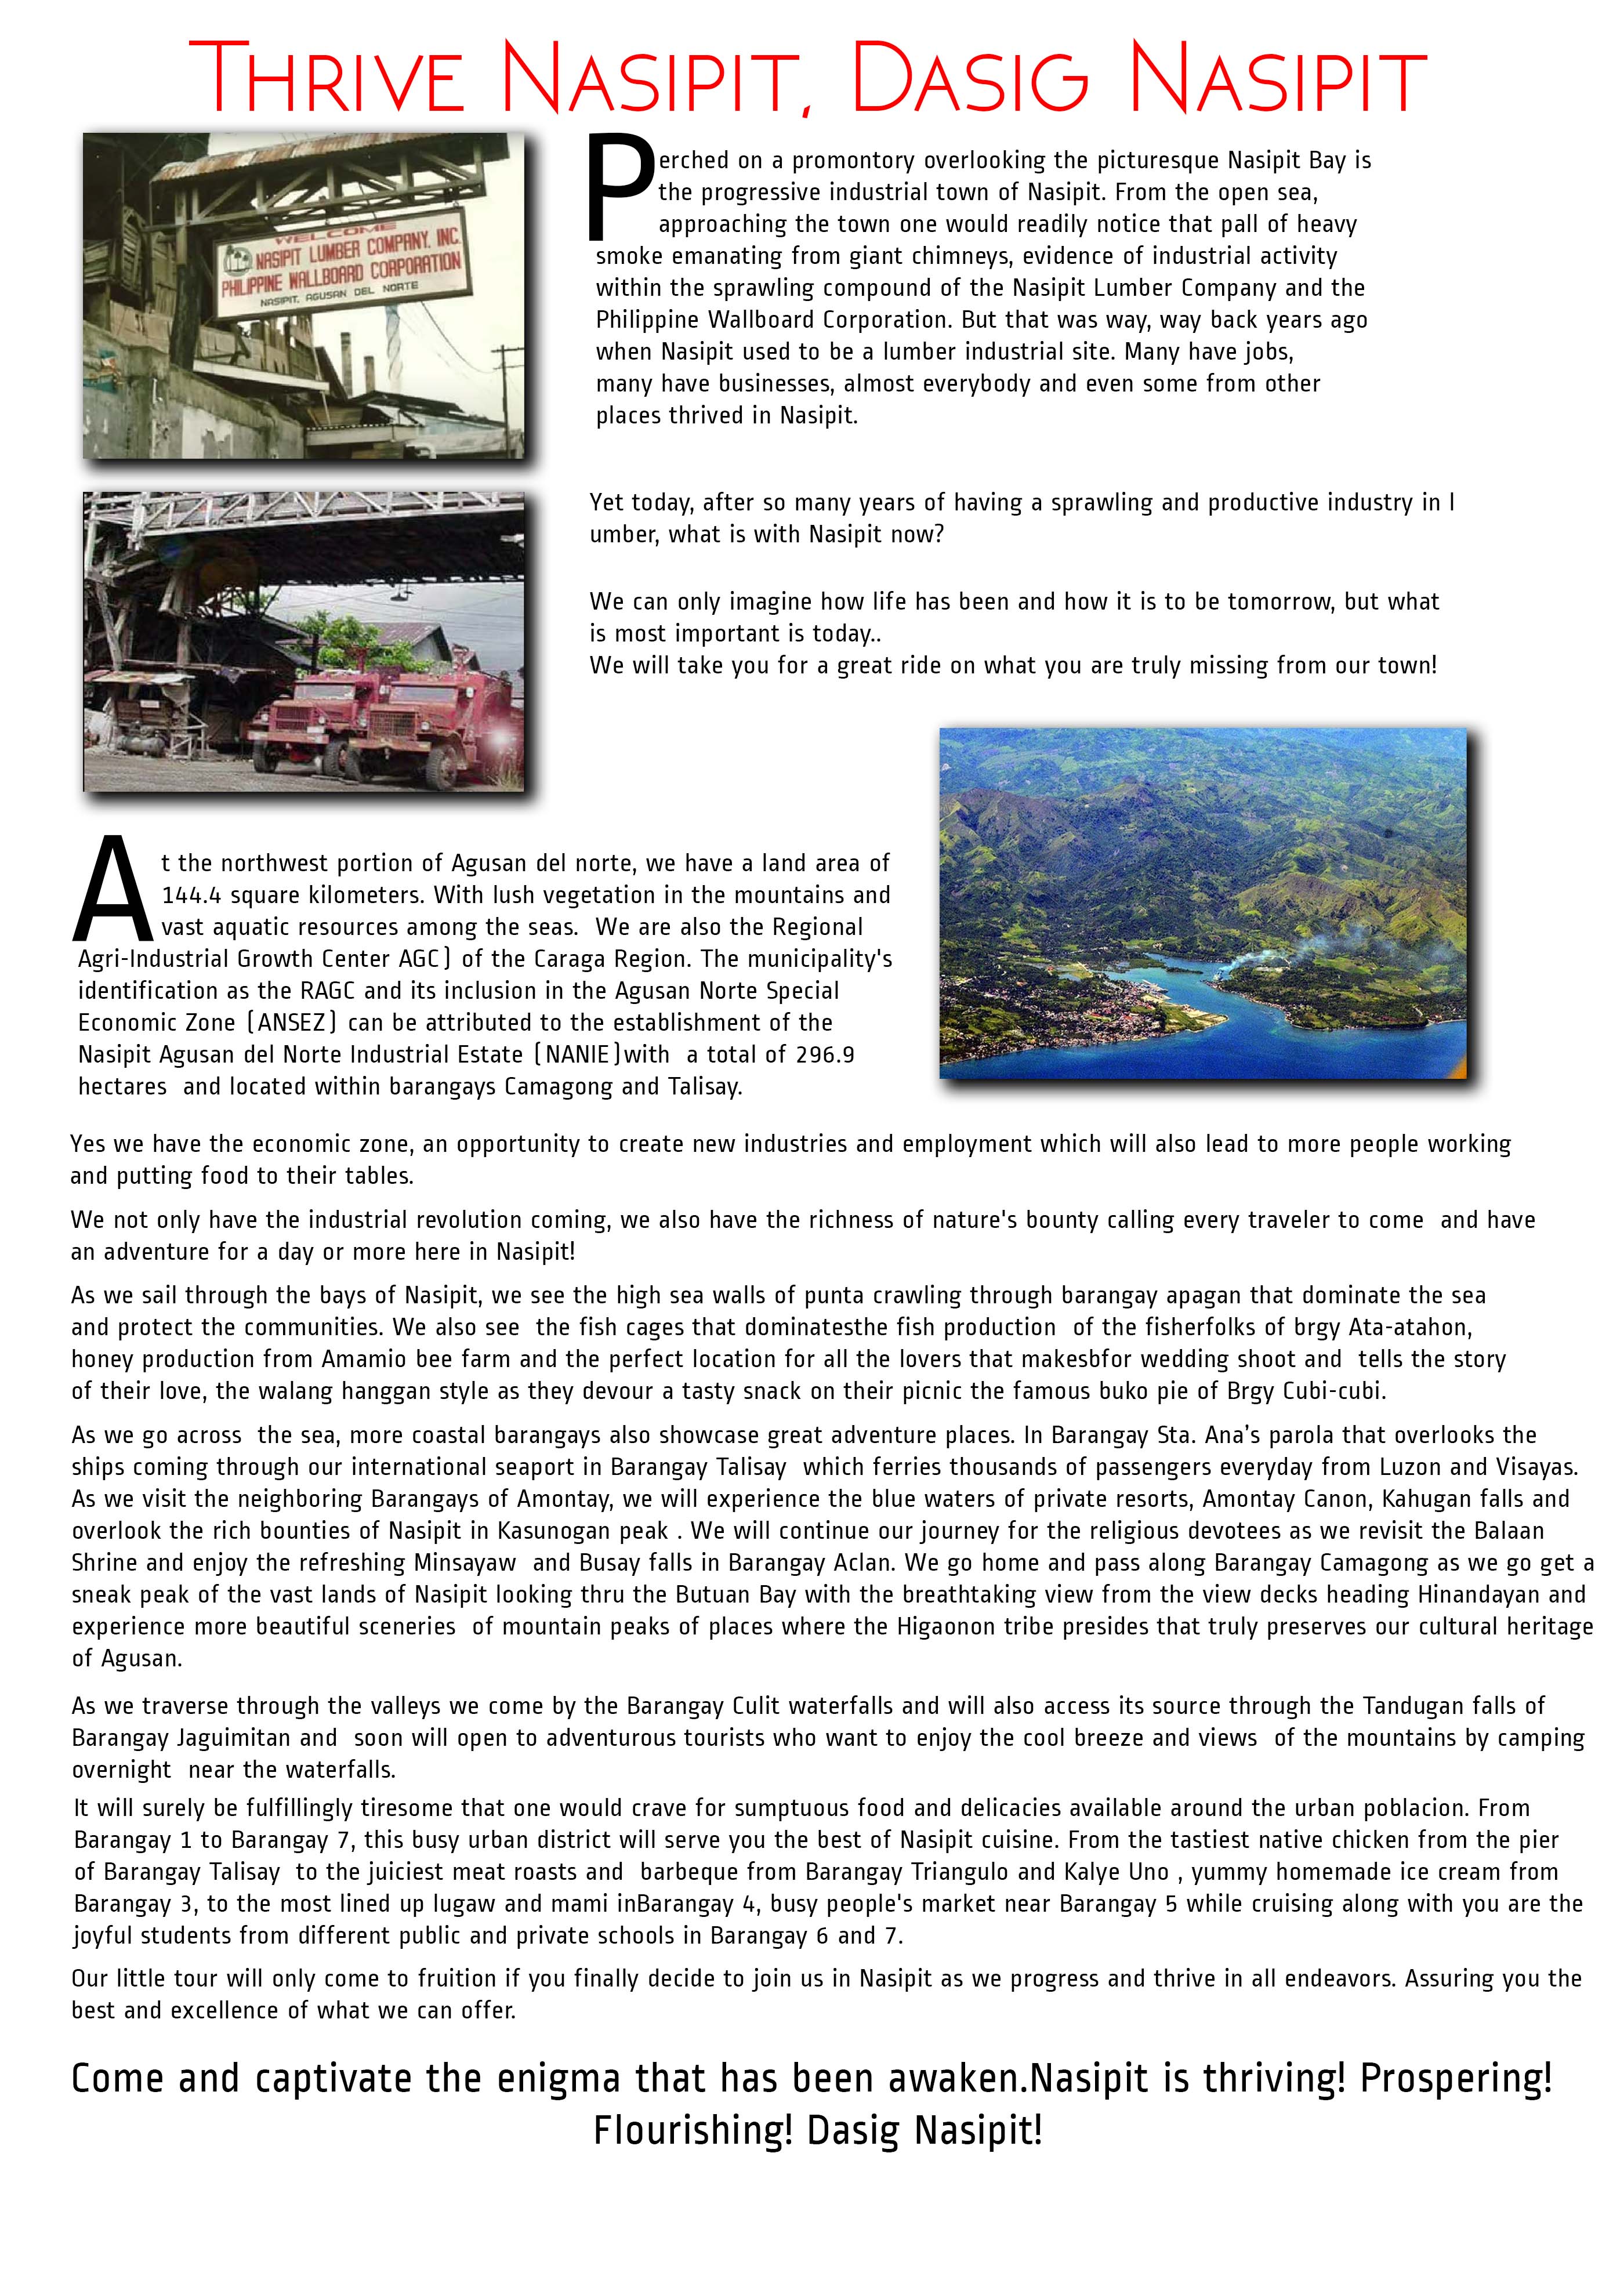 Thrive Nasipit, Dasig Nasipit
WELCOME
NASIPIT LUMBER COMPANY, INC.
PHILIPPINE WALLBOARD CORPORATION
NASIPIT, AGUSAN DEL NORTE
Perched on a promontory overlooking the picturesque Nasipit Bay is
the progressive industrial town of Nasipit. From the open sea,
approaching the town one would readily notice that pall of heavy
smoke emanating from giant chimneys, evidence of industrial activity
within the sprawling compound of the Nasipit Lumber Company and the
Philippine Wallboard Corporation. But that was way, way back years ago
when Nasipit used to be a lumber industrial site. Many have jobs,
many have businesses, almost everybody and even some from other
places thrived in Nasipit.
Yet today, after so many years of having a sprawling and productive industry in l
umber, what is with Nasipit now?
We can only imagine how life has been and how it is to be tomorrow, but what
is most important is today..
We will take you for a great ride on what you are truly missing from our town!
At the northwest portion of Agusan del norte, we have a land area of
144.4 square kilometers. With lush vegetation in the mountains and
vast aquatic resources among the seas.  We are also the Regional
Agri-Industrial Growth Center AGC) of the Caraga Region. The municipality's
identification as the RAGC and its inclusion in the Agusan Norte Special
Economic Zone (ANSEZ) can be attributed to the establishment of the
Nasipit Agusan del Norte Industrial Estate (NANIE)with  a total of 296.9
hectares  and located within barangays Camagong and Talisay.
Yes we have the economic zone, an opportunity to create new industries and employment which will also lead to more people working
and putting food to their tables.
We not only have the industrial revolution coming, we also have the richness of nature's bounty calling every traveler to come  and have
an adventure for a day or more here in Nasipit!
As we sail through the bays of Nasipit, we see the high sea walls of punta crawling through barangay apagan that dominate the sea
and protect the communities. We also see  the fish cages that dominatesthe fish production  of the fisherfolks of brgy Ata-atahon,
honey production from Amamio bee farm and the perfect location for all the lovers that makesbfor wedding shoot and  tells the story
of their love, the walang hanggan style as they devour a tasty snack on their picnic the famous buko pie of Brgy Cubi-cubi.
As we go across  the sea, more coastal barangays also showcase great adventure places. In Barangay Sta. Ana’s parola that overlooks the
ships coming through our international seaport in Barangay Talisay  which ferries thousands of passengers everyday from Luzon and Visayas.
As we visit the neighboring Barangays of Amontay, we will experience the blue waters of private resorts, Amontay Canon, Kahugan falls and
overlook the rich bounties of Nasipit in Kasunogan peak . We will continue our journey for the religious devotees as we revisit the Balaan
Shrine and enjoy the refreshing Minsayaw  and Busay falls in Barangay Aclan. We go home and pass along Barangay Camagong as we go get a
sneak peak of the vast lands of Nasipit looking thru the Butuan Bay with the breathtaking view from the view decks heading Hinandayan and
experience more beautiful sceneries  of mountain peaks of places where the Higaonon tribe presides that truly preserves our cultural heritage
of Agusan.
As we traverse through the valleys we come by the Barangay Culit waterfalls and will also access its source through the Tandugan falls of
Barangay Jaguimitan and  soon will open to adventurous tourists who want to enjoy the cool breeze and views  of the mountains by camping
overnight  near the waterfalls.
It will surely be fulfillingly tiresome that one would crave for sumptuous food and delicacies available around the urban poblacion. From
Barangay 1 to Barangay 7, this busy urban district will serve you the best of Nasipit cuisine. From the tastiest native chicken from the pier
of Barangay Talisay  to the juiciest meat roasts and  barbeque from Barangay Triangulo and Kalye Uno , yummy homemade ice cream from
Barangay 3, to the most lined up lugaw and mami inBarangay 4, busy people's market near Barangay 5 while cruising along with you are the
joyful students from different public and private schools in Barangay 6 and 7.
Our little tour will only come to fruition if you finally decide to join us in Nasipit as we progress and thrive in all endeavors. Assuring you the
best and excellence of what we can offer.
Come and captivate the enigma that has been awaken.Nasipit is thriving! Prospering!
Flourishing! Dasig Nasipit!